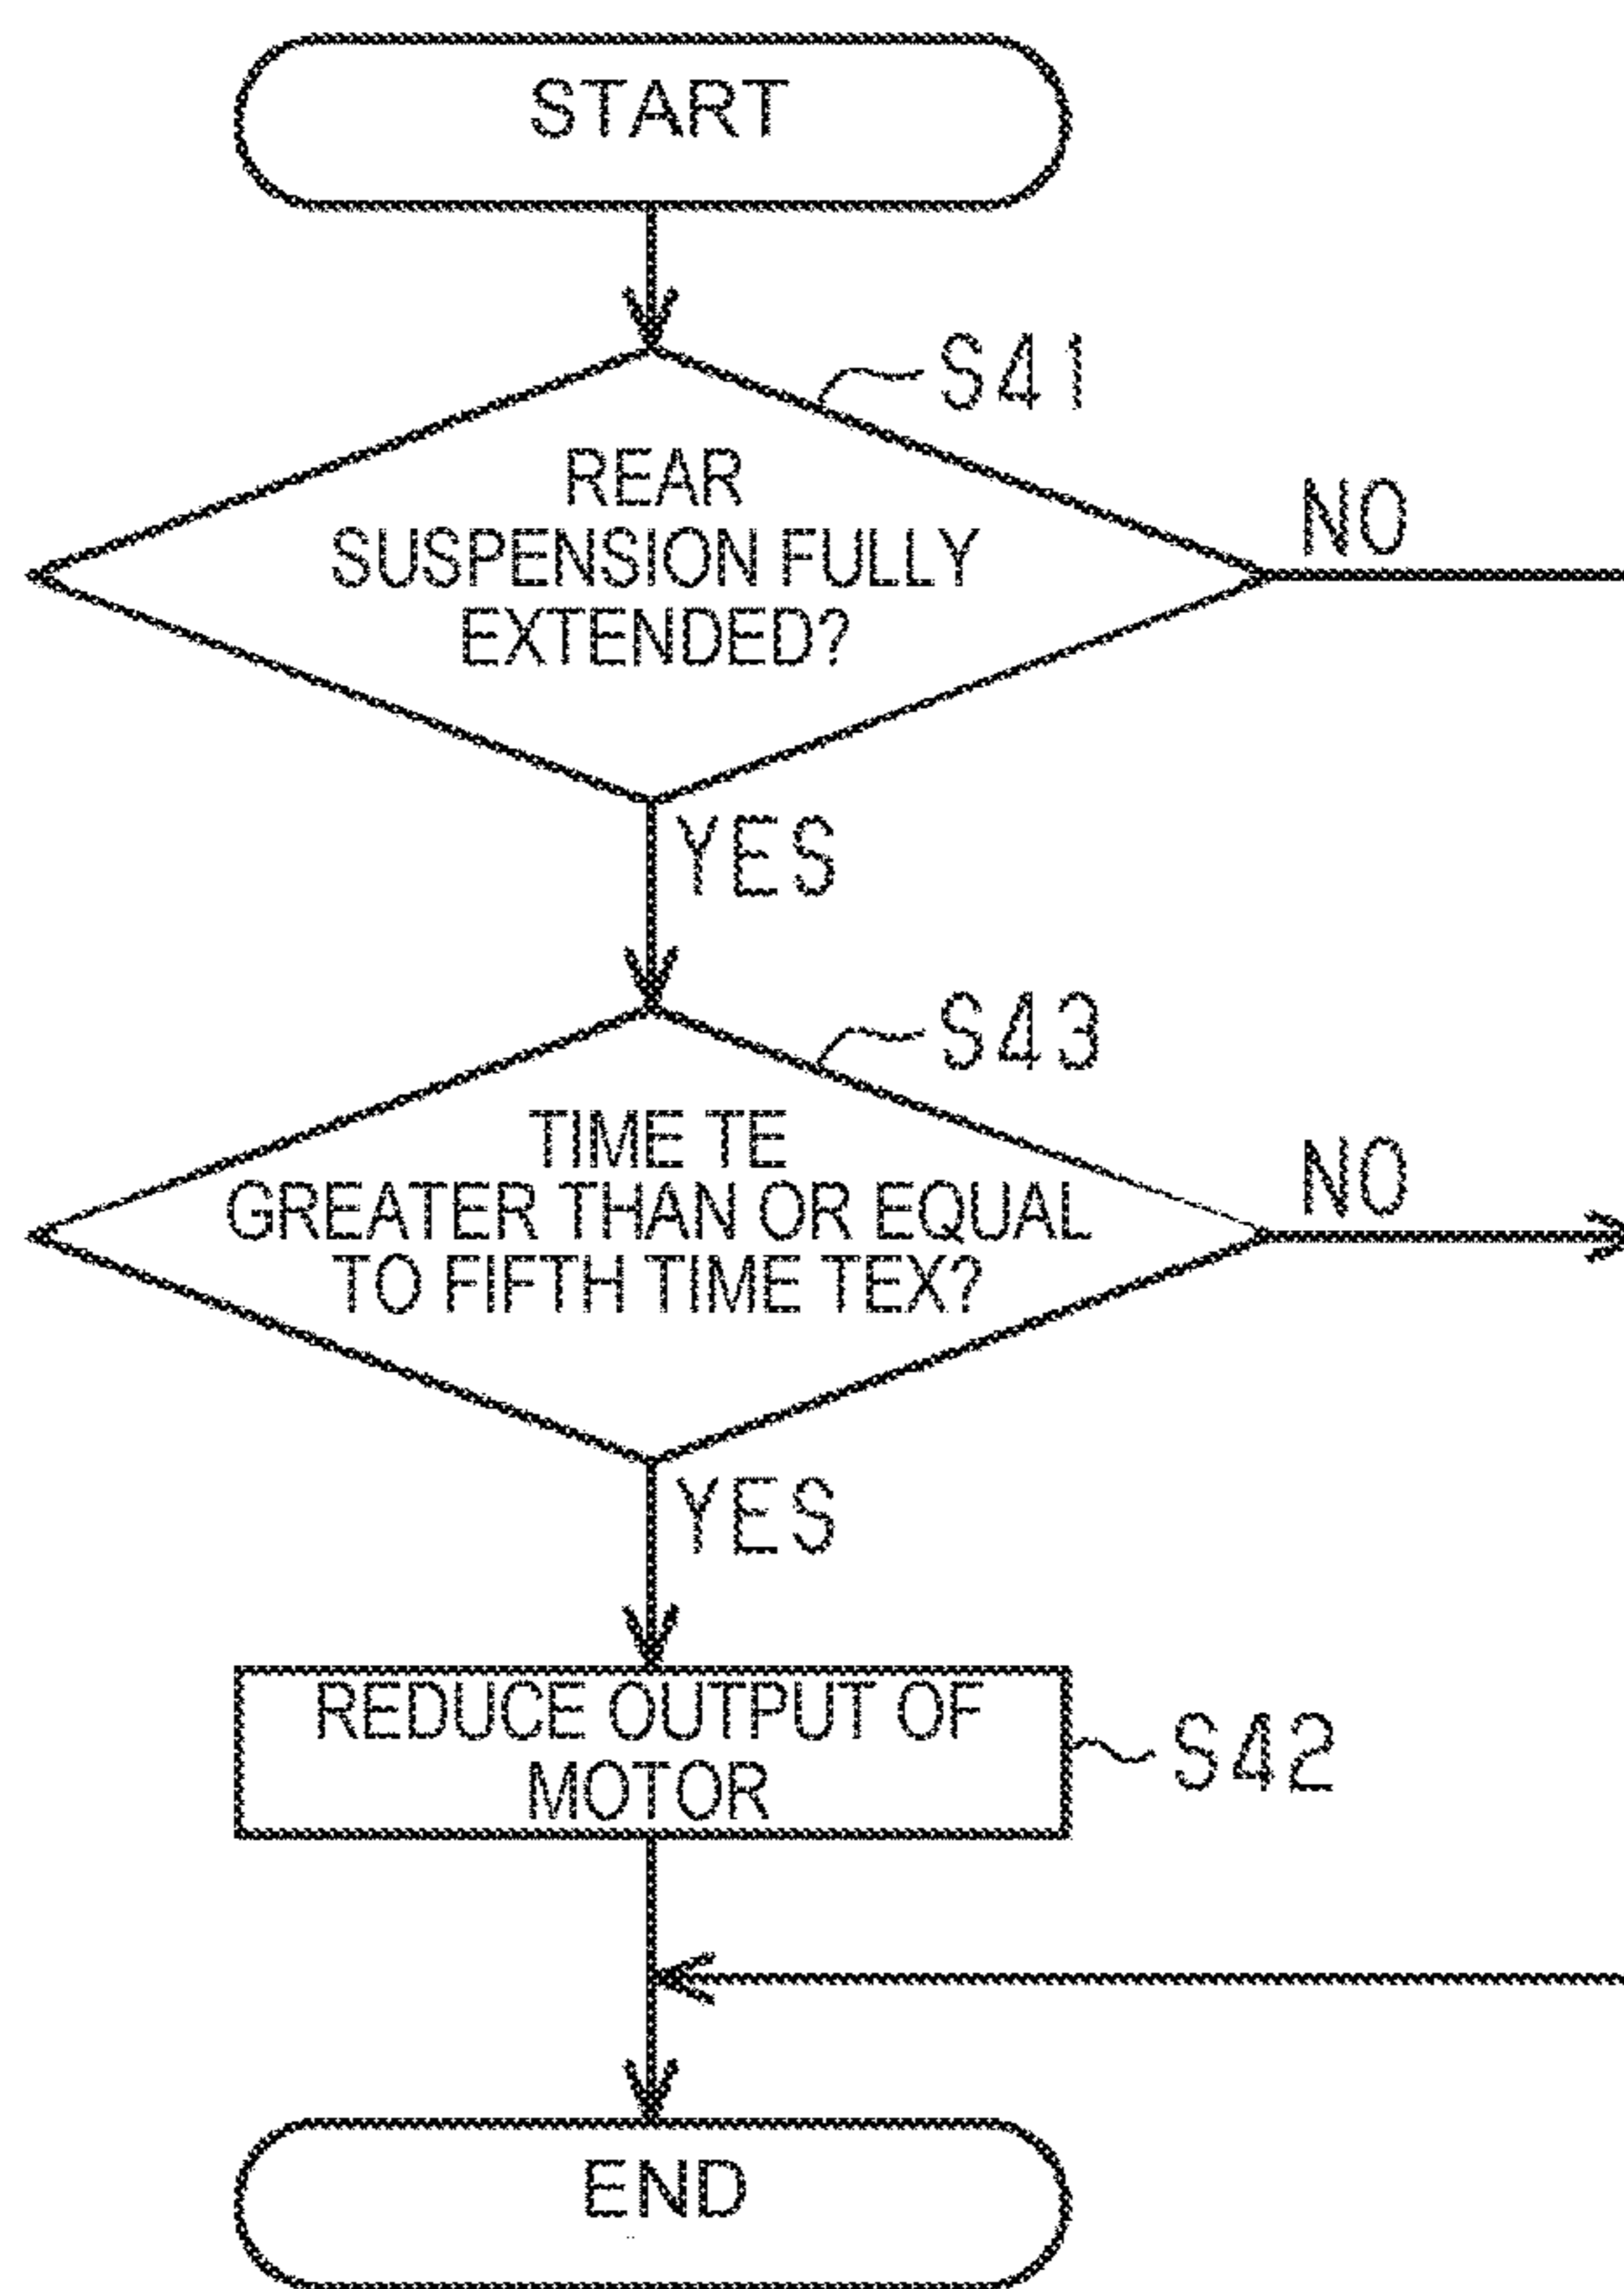 START
S41
REAR
SUSPENSION FULLY
EXTENDED?
NO
YES
S43
TIME TE
GREATER THAN OR EQUAL
TO FIFTH TIME TEX?
NO
YES
REDUCE OUTPUT OF
MOTOR
S42
END